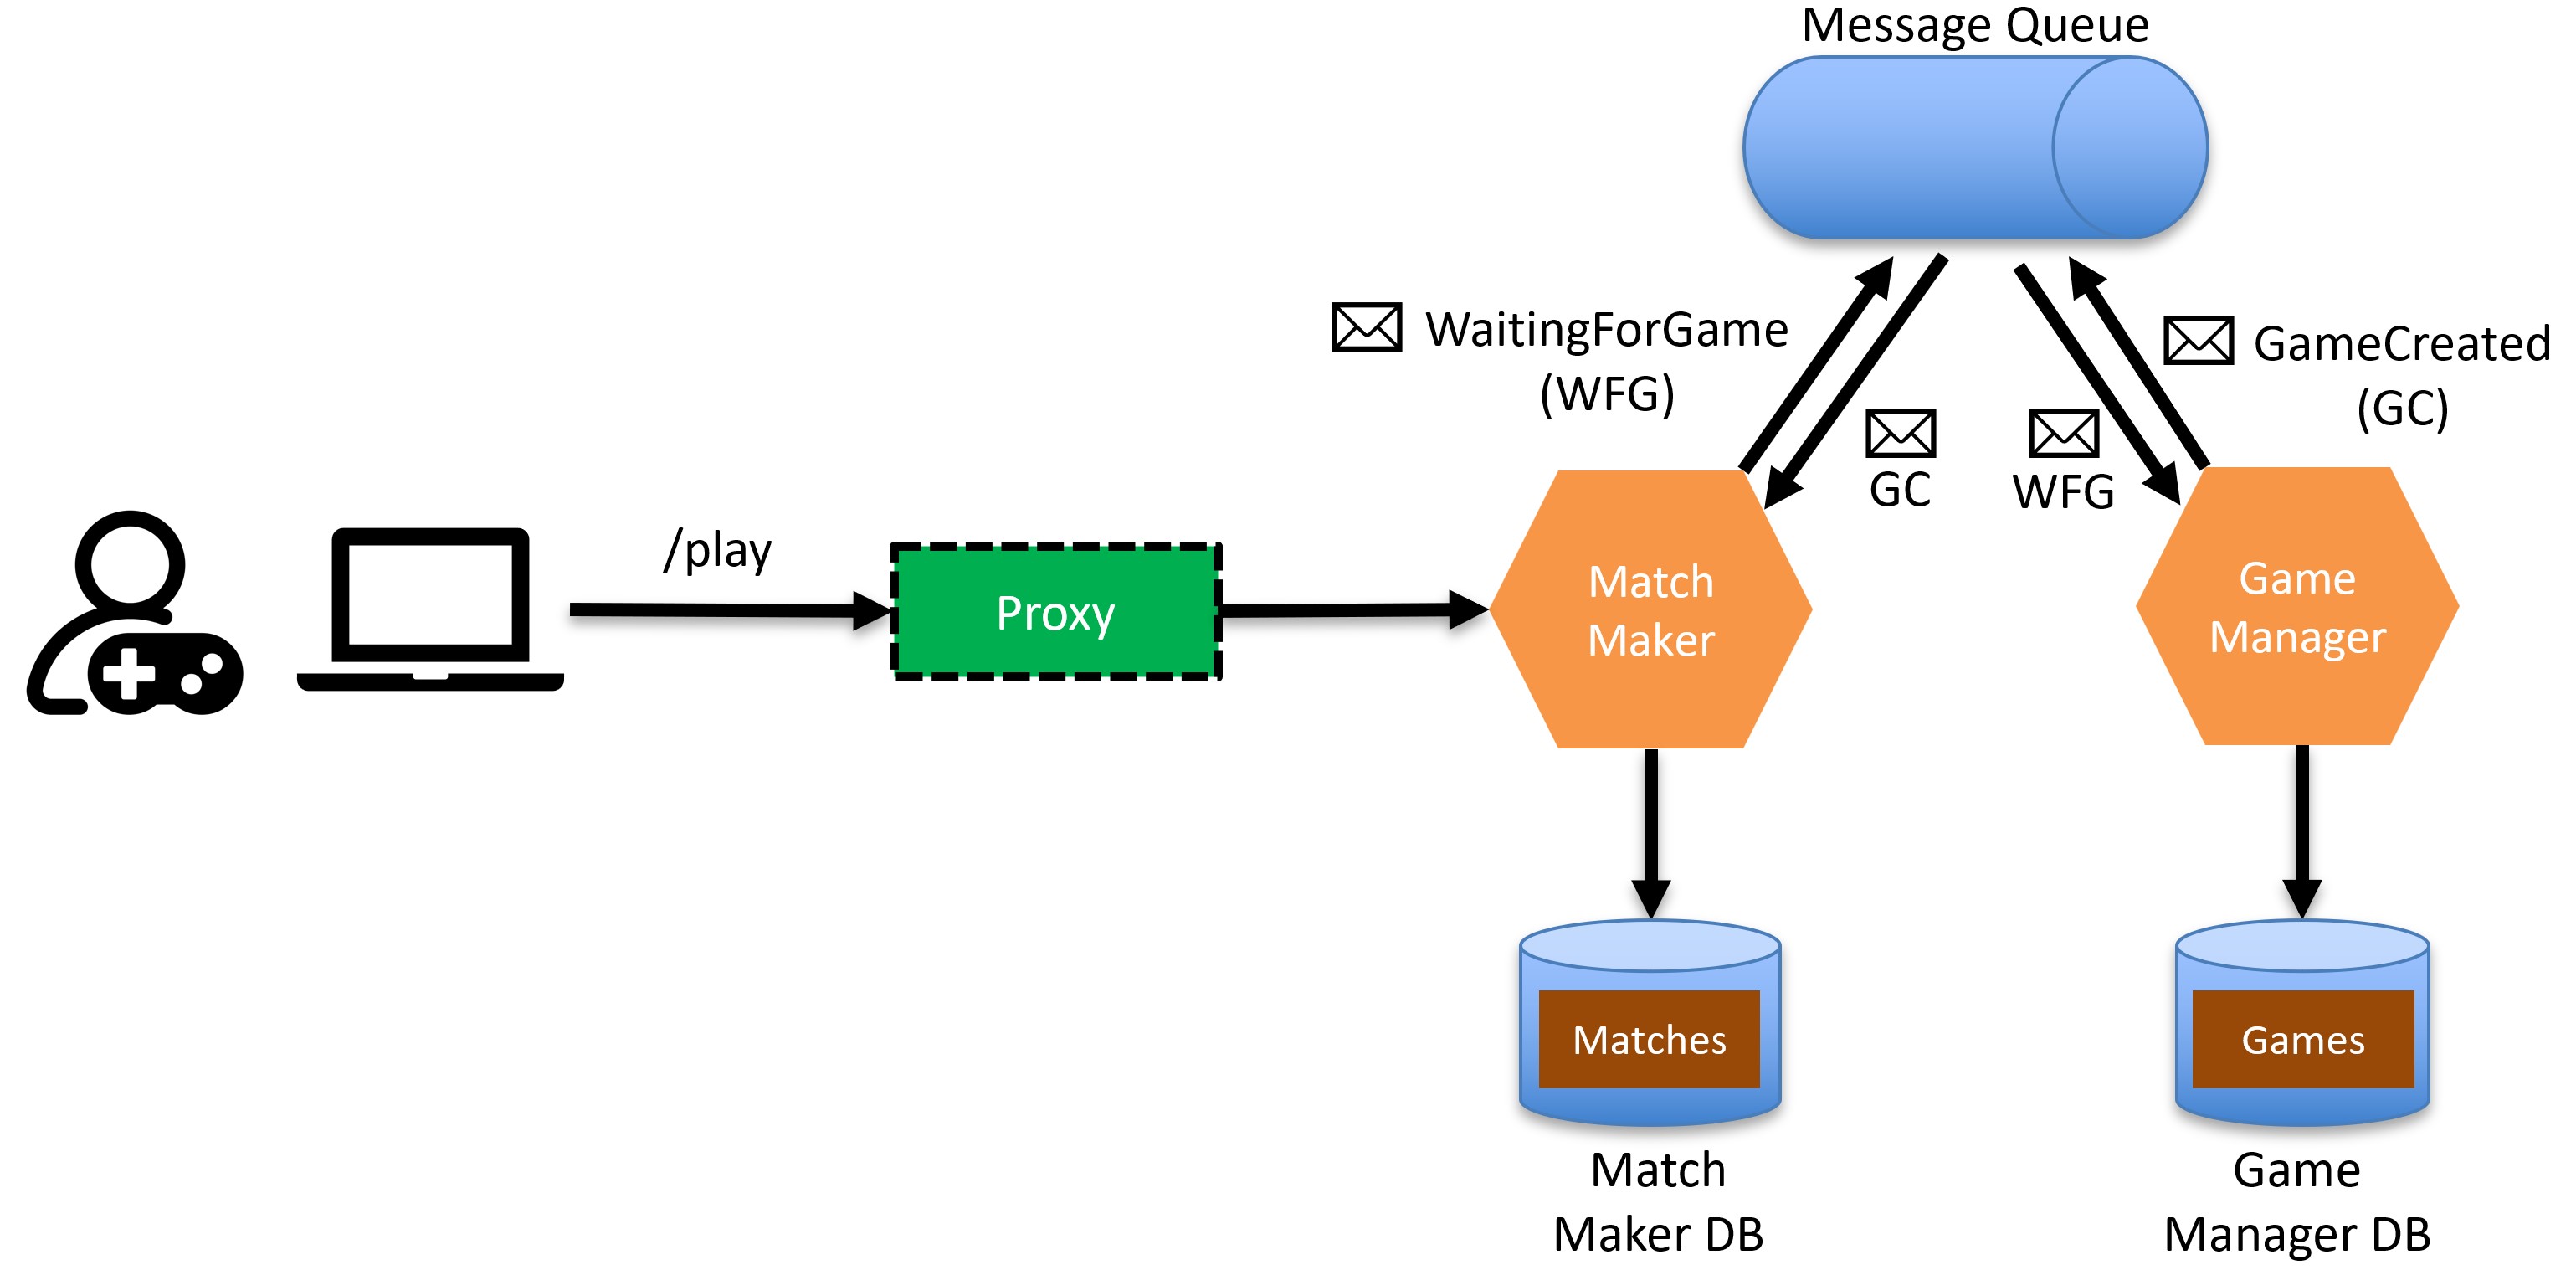 Message Queue
WaitingForGame
(WFG)
GameCreated
(GC)
GC
WFG
/play
Proxy
Match
Maker
Game
Manager
Matches
Games
Match
Maker DB
Game
Manager DB